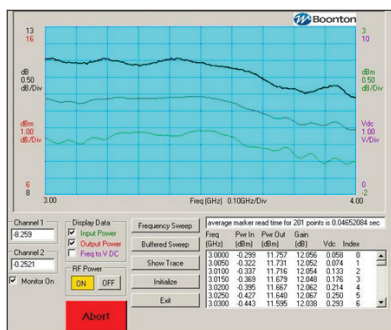 Boonton
13
16
3
10
dB
0.50
dB/Div
dB
0.50
dB/Div
dBm
1.00
dB/Div
Vdc
1.00
V/Div
6
8
-2
-2
3.00
Freq (GHz) 0.10GHz/Div
4.00
Channel 1
-8.259
Channel 2
-0.2521
Monitor On
Display Data
Input Power
Output Power
Freq to V DC
RF Power
ON OFF
Abort
Frequency Sweep
Buffered Sweep
Show Trace
Initialize
Exit
average marker read time for 201 points is 0.04652084 sec
Freq Pwr In Pwr Out Gain
(GHz) (dBm) (dBm) (dB) Vdc Index
3.0000 -0.299 11.757 12.056 0.058 0
3.0050 -0.322 11.731 12.054 0.095 1
3.0100 -0.337 11.716 12.054 0.133 2
3.0150 -0.369 11.679 12.048 0.176 3
3.0200 -0.395 11.667 12.062 0.214 4
3.0250 -0.427 11.640 12.067 0.250 5
3.0300 -0.443 11.595 12.038 0.293 6